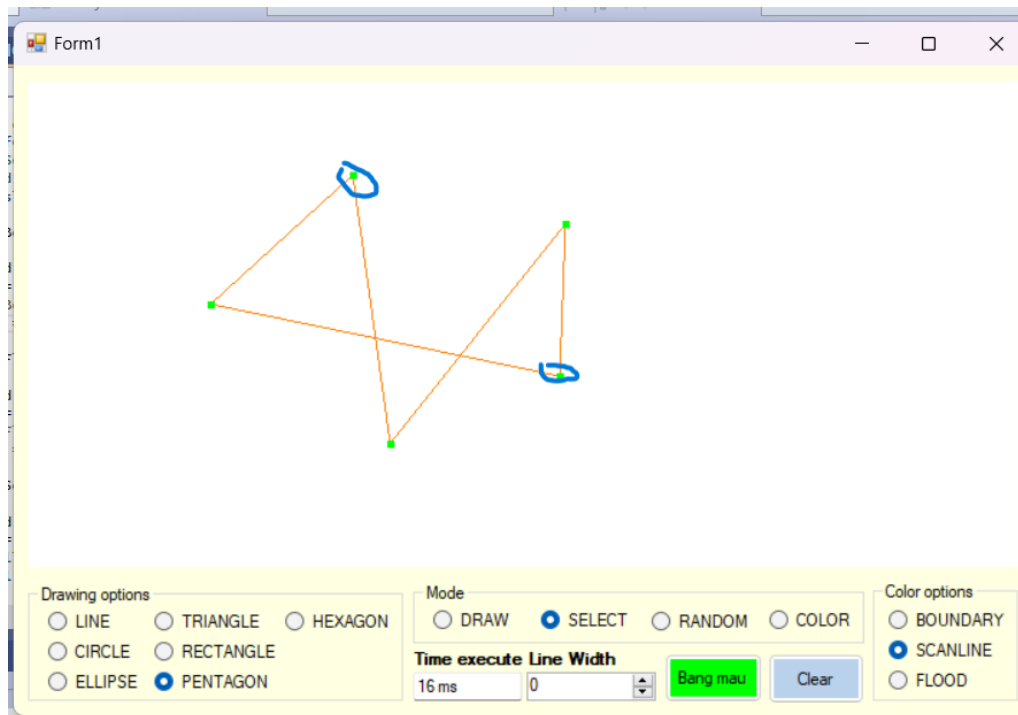 Form1
Drawing options
LINE TRIANGLE HEXAGON
CIRCLE RECTANGLE
ELLIPSE PENTAGON
Mode
DRAW SELECT RANDOM COLOR
Time execute Line Width
16 ms 0 Bang mau Clear
Color options
BOUNDARY
SCANLINE
FLOOD